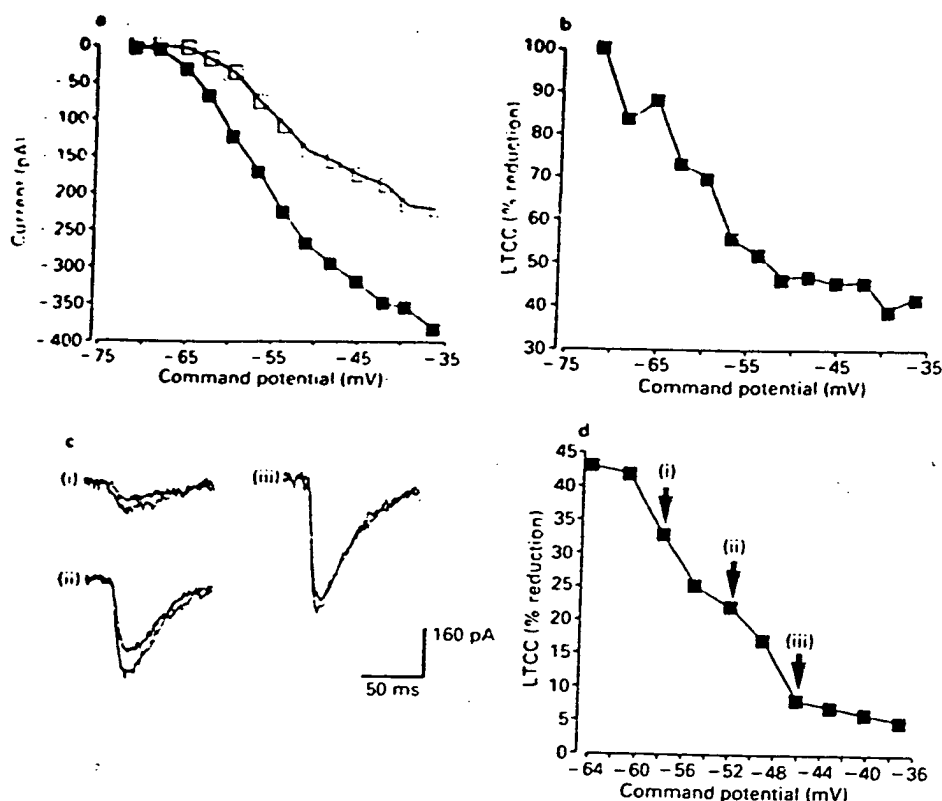 a
0
- 50
100
150
200
- 250
- 300
- 350
- 400
Current (pA)
-75
-65
-55
-45
-35
Command potential (mV)
b
100
90
80
70
60
50
40
30
LTCC (% reduction)
-75
-65
-55
-45
-35
Command potential (mV)
c
(i)
(ii)
(iii)
160 pA
50 ms
d
45
40
35
30
25
20
15
10
5
0
LTCC (% reduction)
(i)
(ii)
(iii)
-64 -60 -56 -52 -48 -44 -40 -36
Command potential (mV)